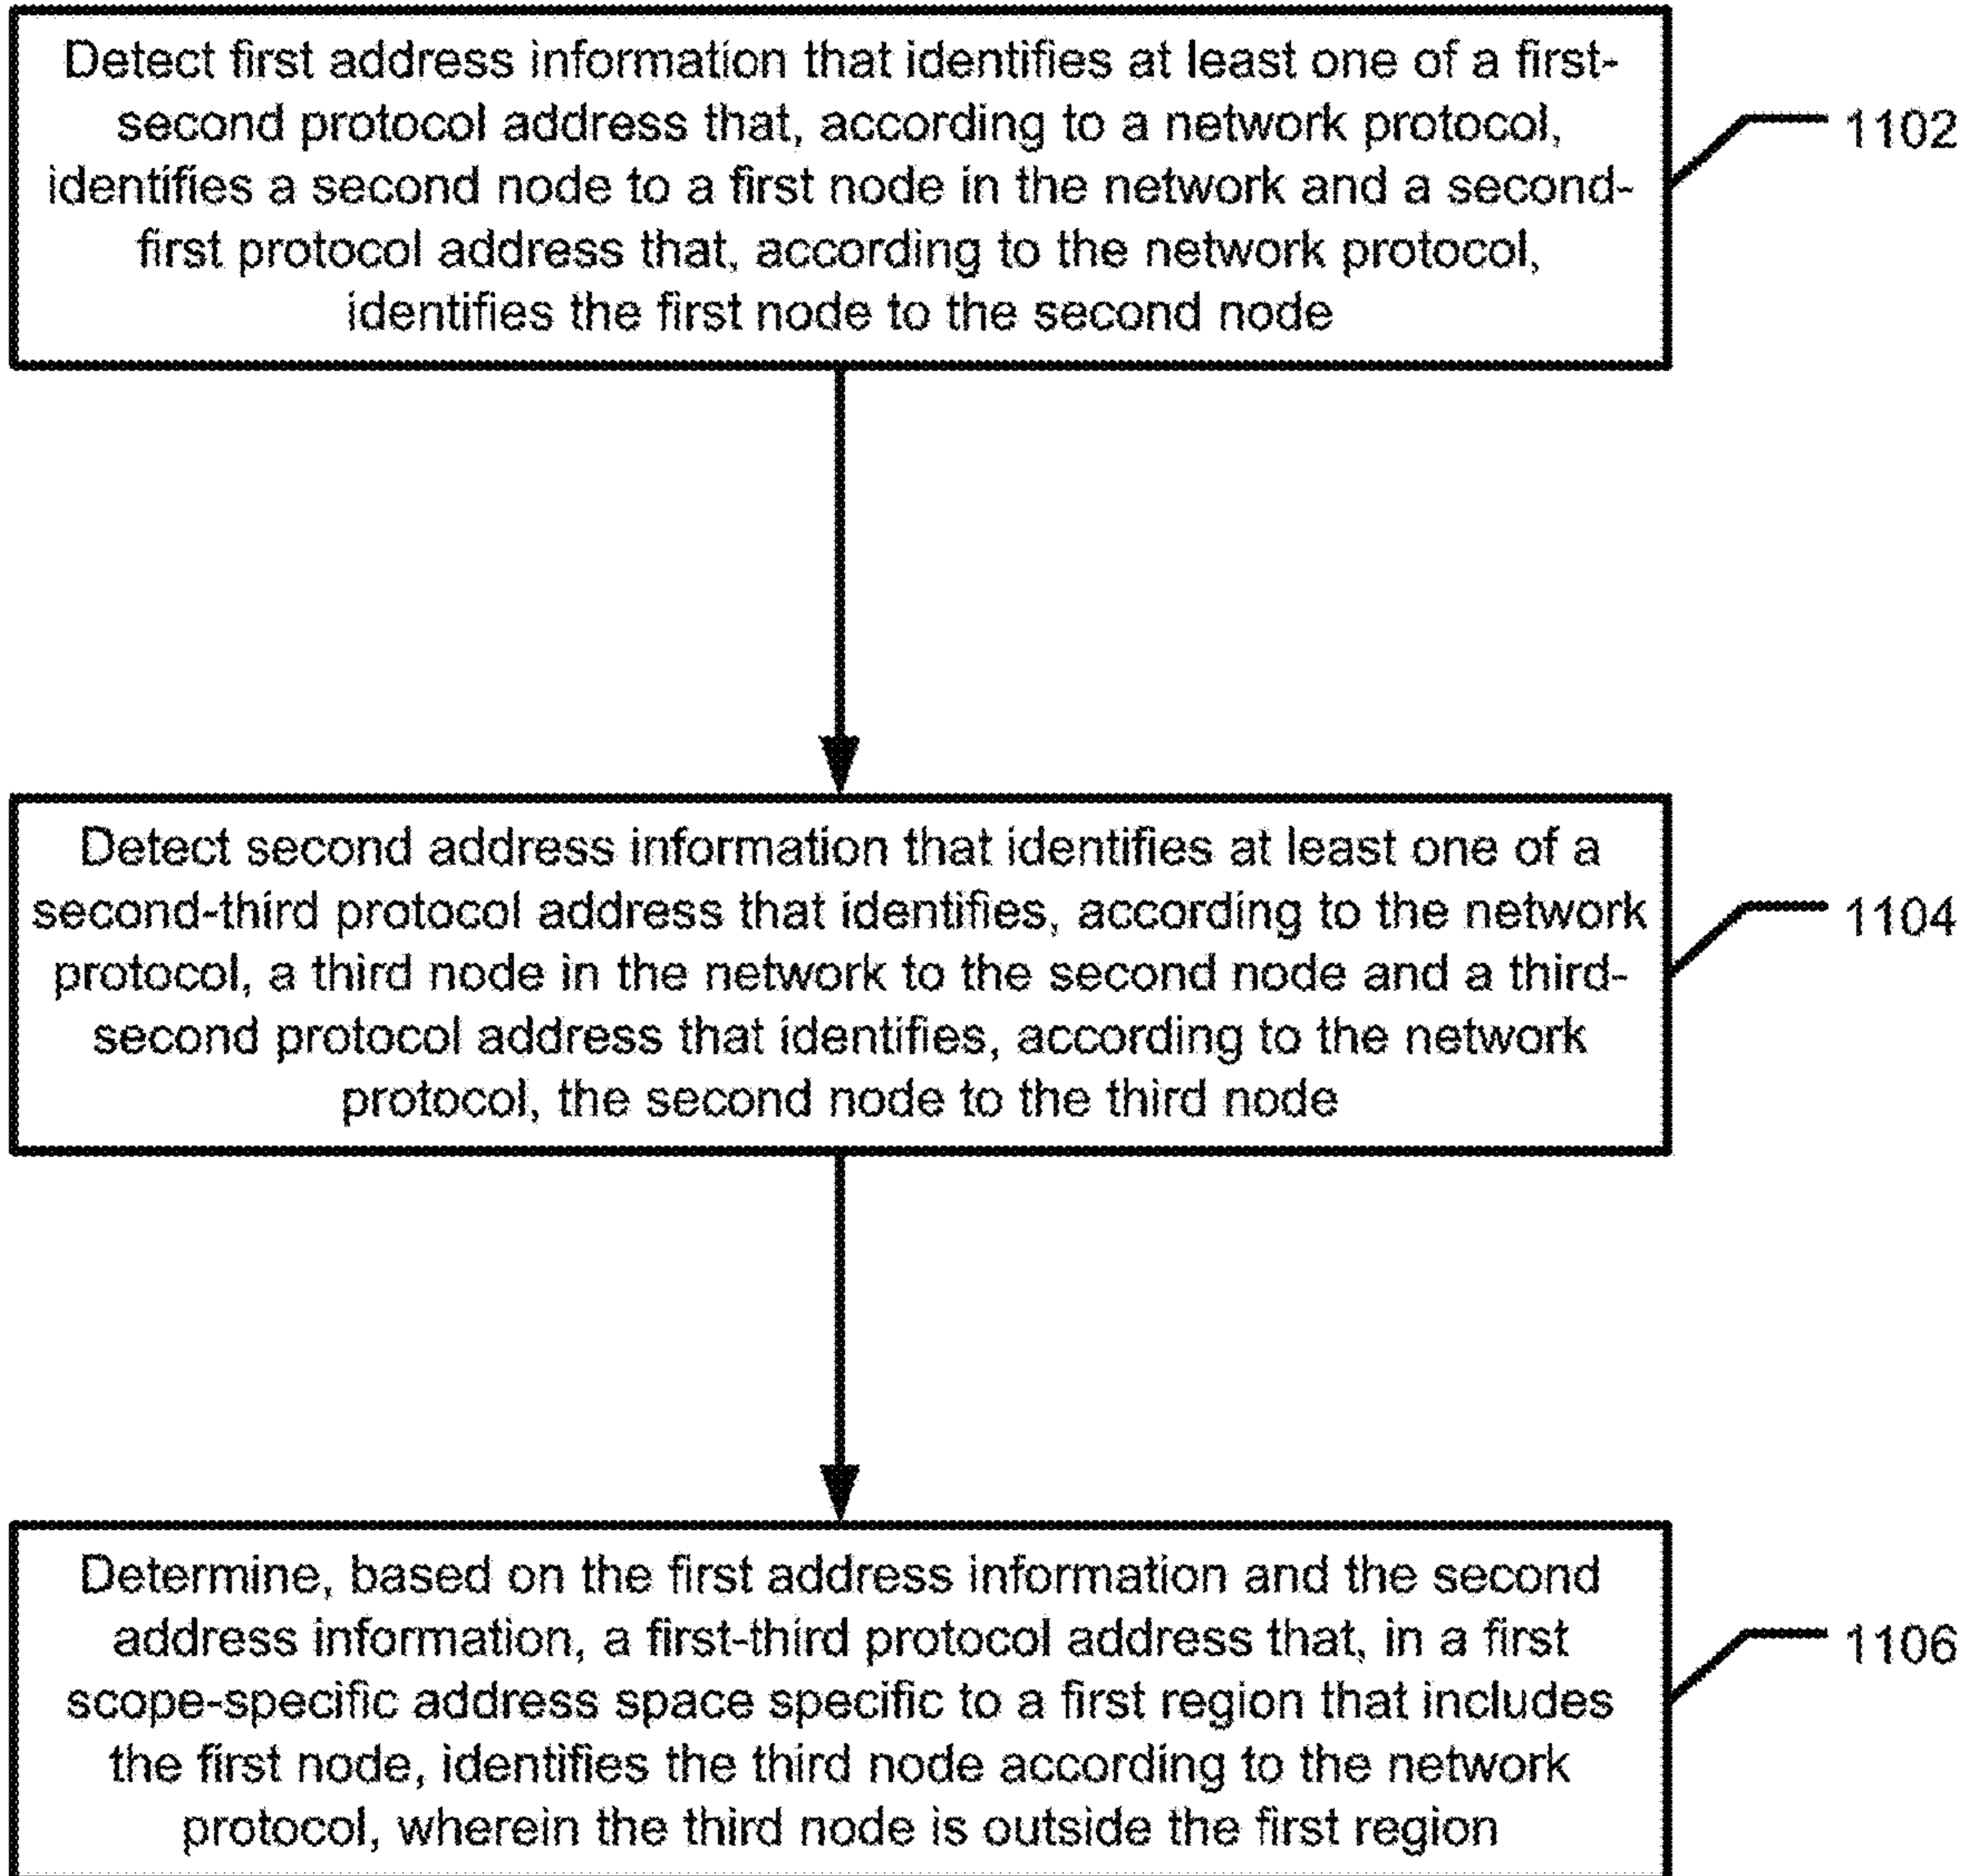 Detect first address information that identifies at least one of a first-
second protocol address that, according to a network protocol,
identifies a second node to a first node in the network and a second-
first protocol address that, according to the network protocol,
identifies the first node to the second node
1102
Detect second address information that identifies at least one of a
second-third protocol address that identifies, according to the network
protocol, a third node in the network to the second node and a third-
second protocol address that identifies, according to the network
protocol, the second node to the third node
1104
Determine, based on the first address information and the second
address information, a first-third protocol address that, in a first
scope-specific address space specific to a first region that includes
the first node, identifies the third node according to the network
protocol, wherein the third node is outside the first region
1106